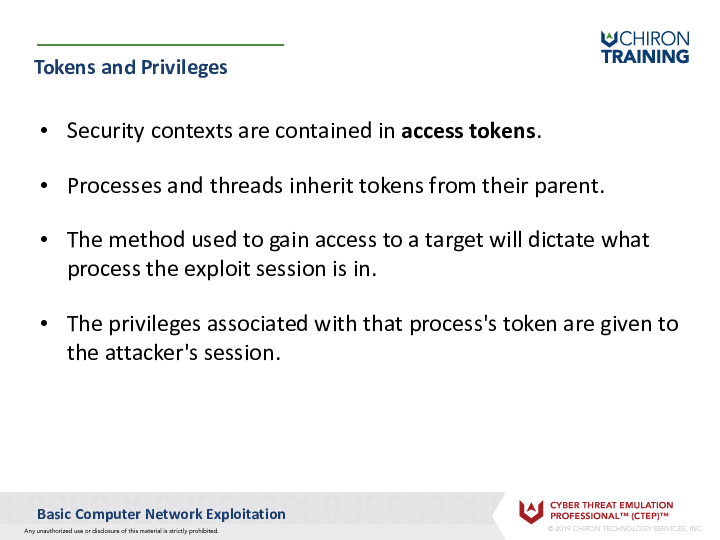 CHIRON
TRAINING
Tokens and Privileges
• Security contexts are contained in access tokens.
• Processes and threads inherit tokens from their parent.
• The method used to gain access to a target will dictate what
process the exploit session is in.
• The privileges associated with that process's token are given to
the attacker's session.
Basic Computer Network Exploitation
Any unauthorized use or disclosure of this material is strictly prohibited.
CYBER THREAT EMULATION
PROFESSIONAL™ (CTEP)™
© 2019 CHIRON TECHNOLOGY SERVICES, INC.